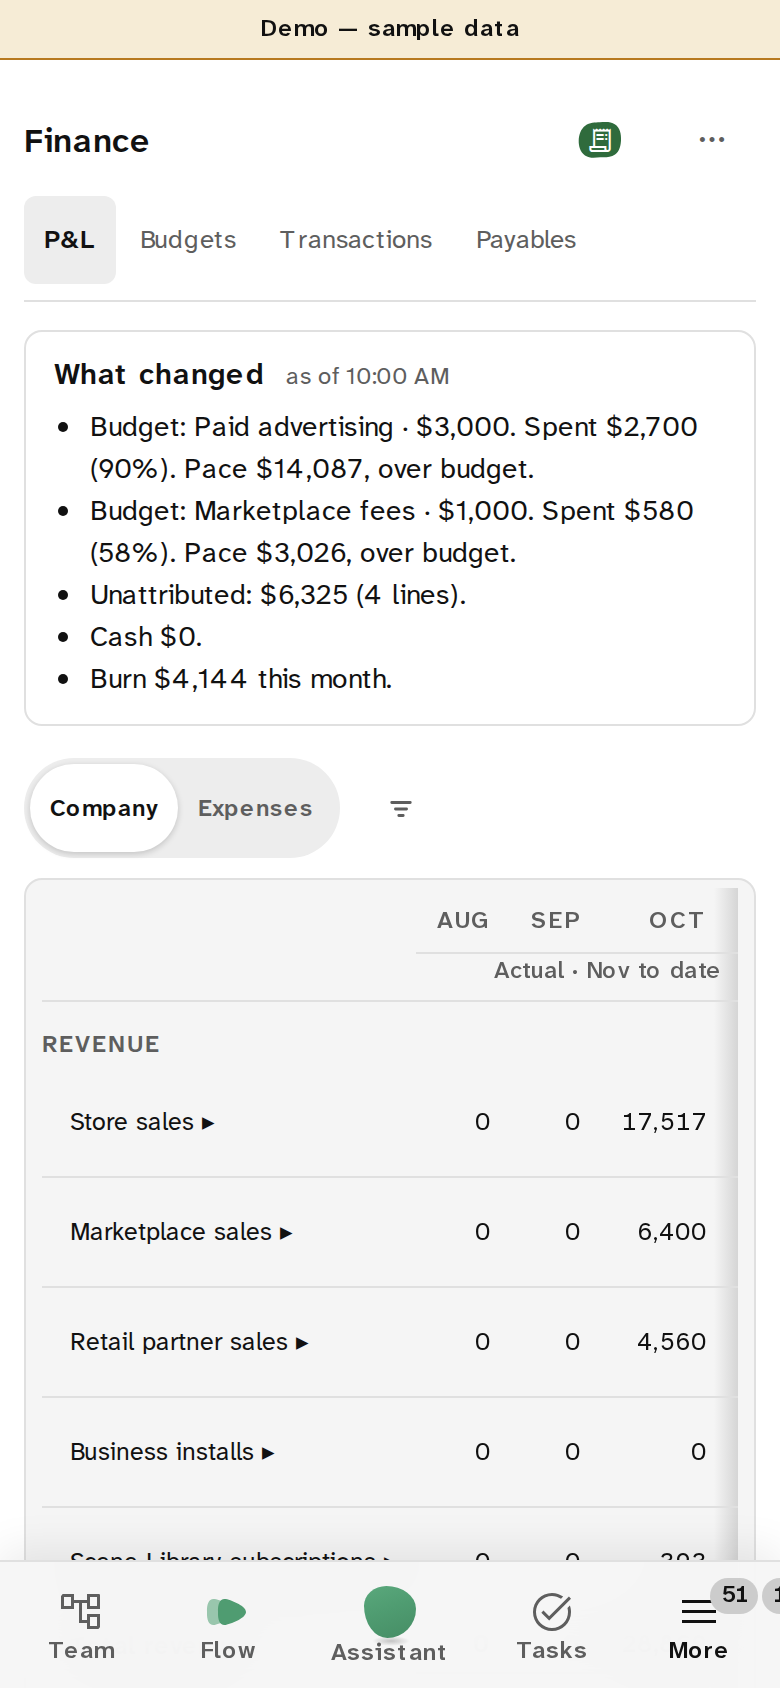 Demo — sample data
Finance
P&L Budgets Transactions Payables
What changed as of 10:00 AM
• Budget: Paid advertising · $3,000. Spent $2,700
(90%). Pace $14,087, over budget.
• Budget: Marketplace fees · $1,000. Spent $580
(58%). Pace $3,026, over budget.
• Unattributed: $6,325 (4 lines).
• Cash $0.
• Burn $4,144 this month.
Company Expenses
AUG SEP OCT
Actual · Nov to date
REVENUE
Store sales ▸ 0 0 17,517
Marketplace sales ▸ 0 0 6,400
Retail partner sales ▸ 0 0 4,560
Business installs ▸ 0 0 0
Team Flow Assistant Tasks More 51